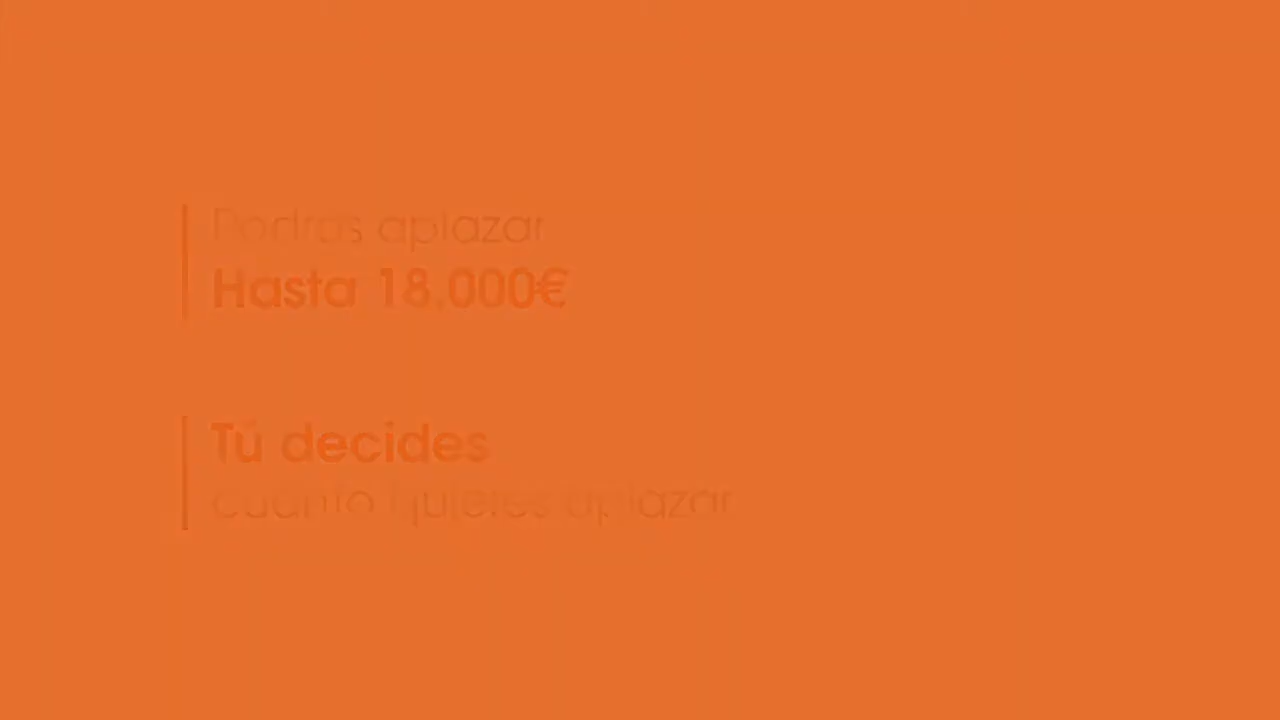 Podrás aplazar
Hasta 18.000€
Tú decides
cuánto quieres aplazar